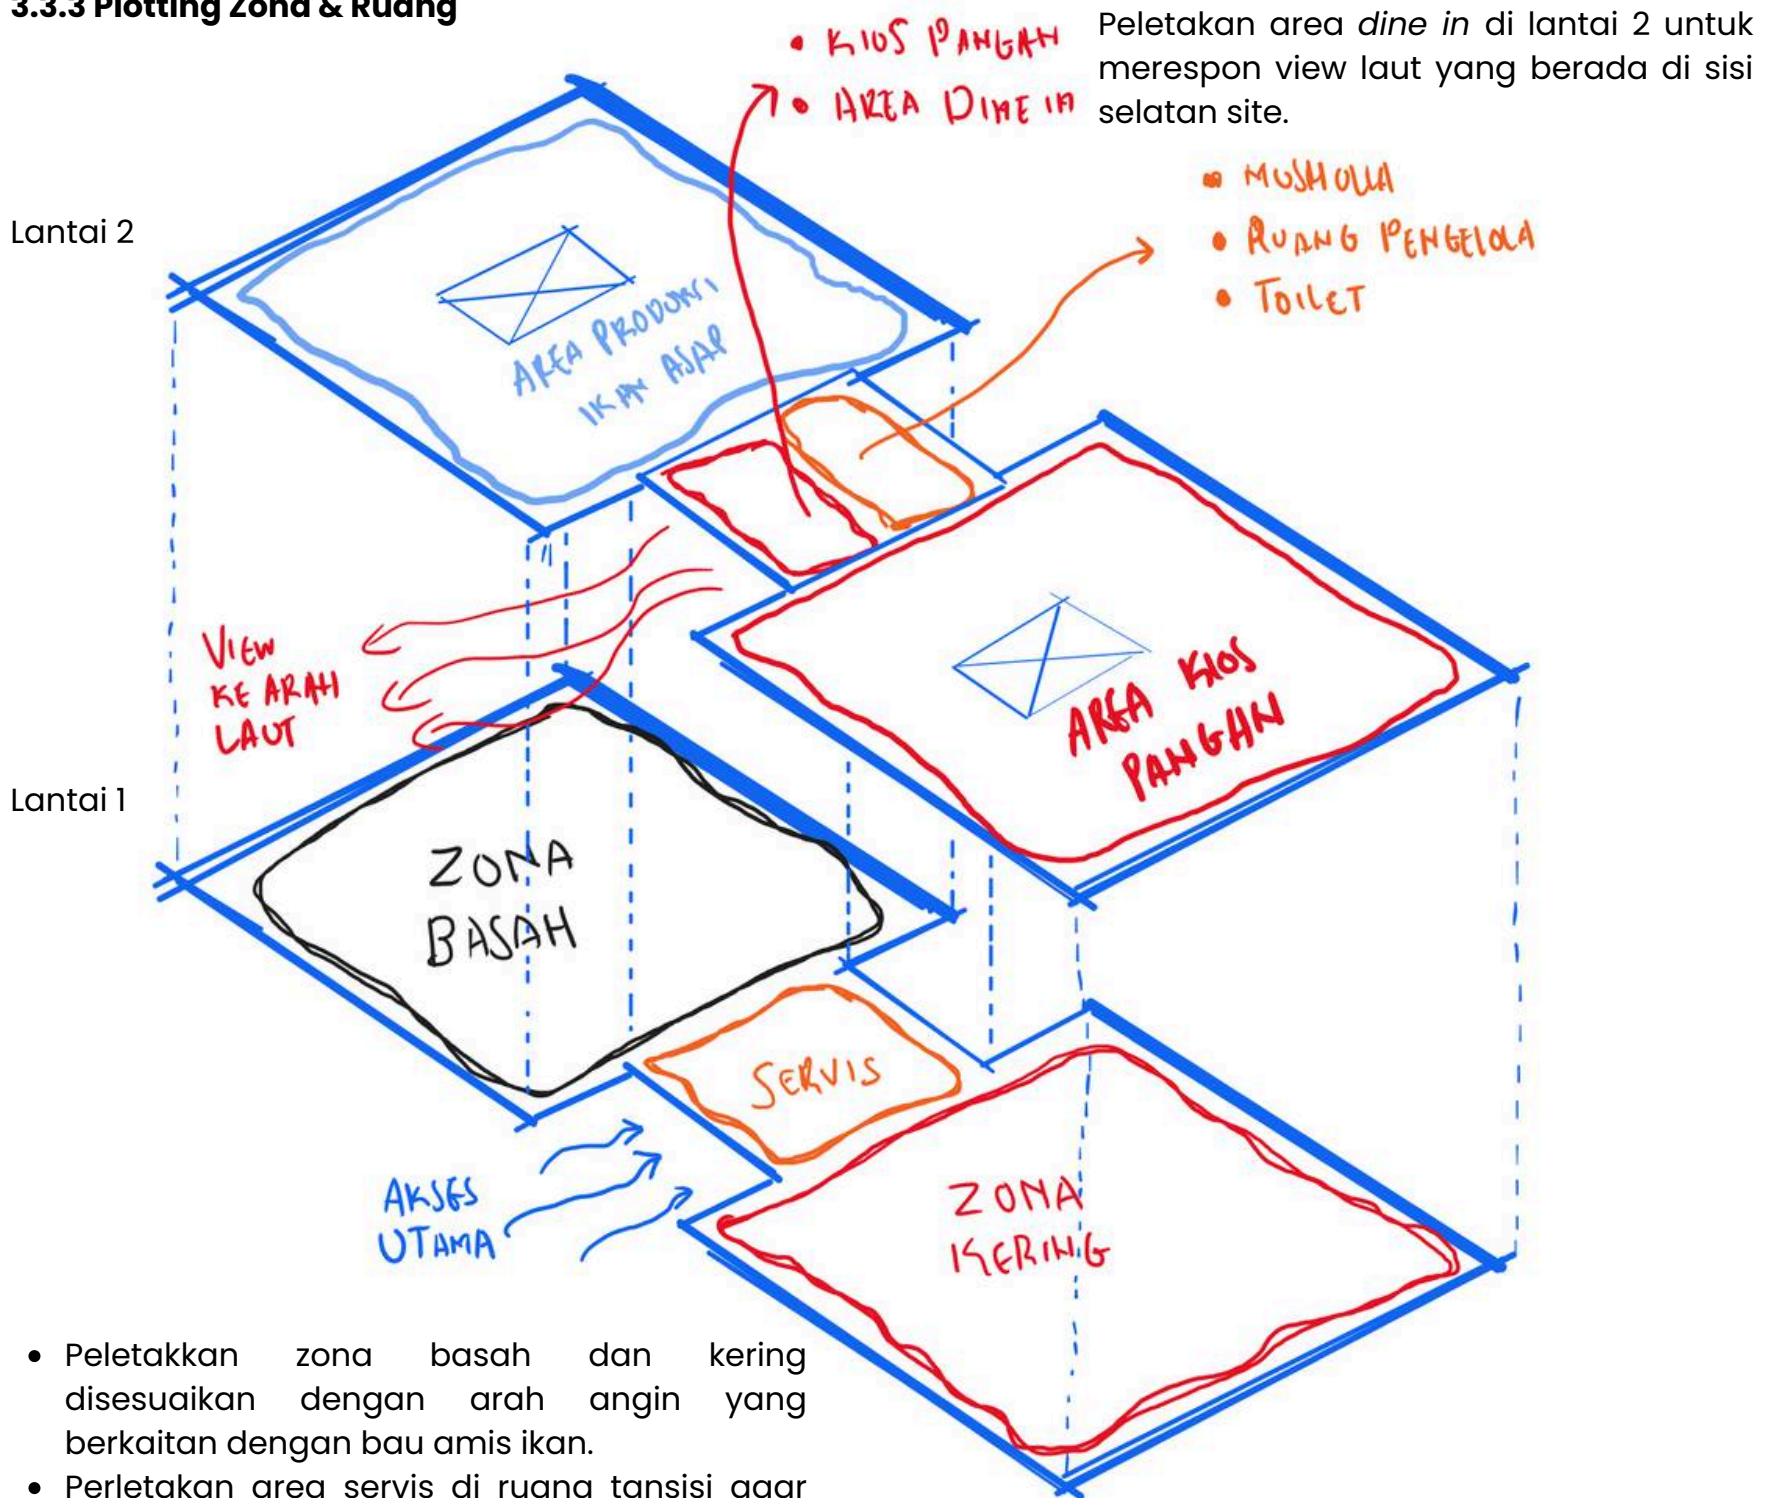 3.3.3 Plotting Zona & Ruang
• KIOS PANGAN
• AREA DINE IN
Peletakan area dine in di lantai 2 untuk
merespon view laut yang berada di sisi
selatan site.
• MUSHOLLA
• RUANG PENGELOLA
• TOILET
Lantai 2
AREA PRODUKSI
IKAN ASAP
VIEW
KE ARAH
LAUT
AREA KIOS
PANGAN
Lantai 1
ZONA
BASAH
SERVIS
AKSES
UTAMA
ZONA
KERING
• Peletakkan zona basah dan kering
disesuaikan dengan arah angin yang
berkaitan dengan bau amis ikan.
• Perletakan area servis di ruang tansisi agar